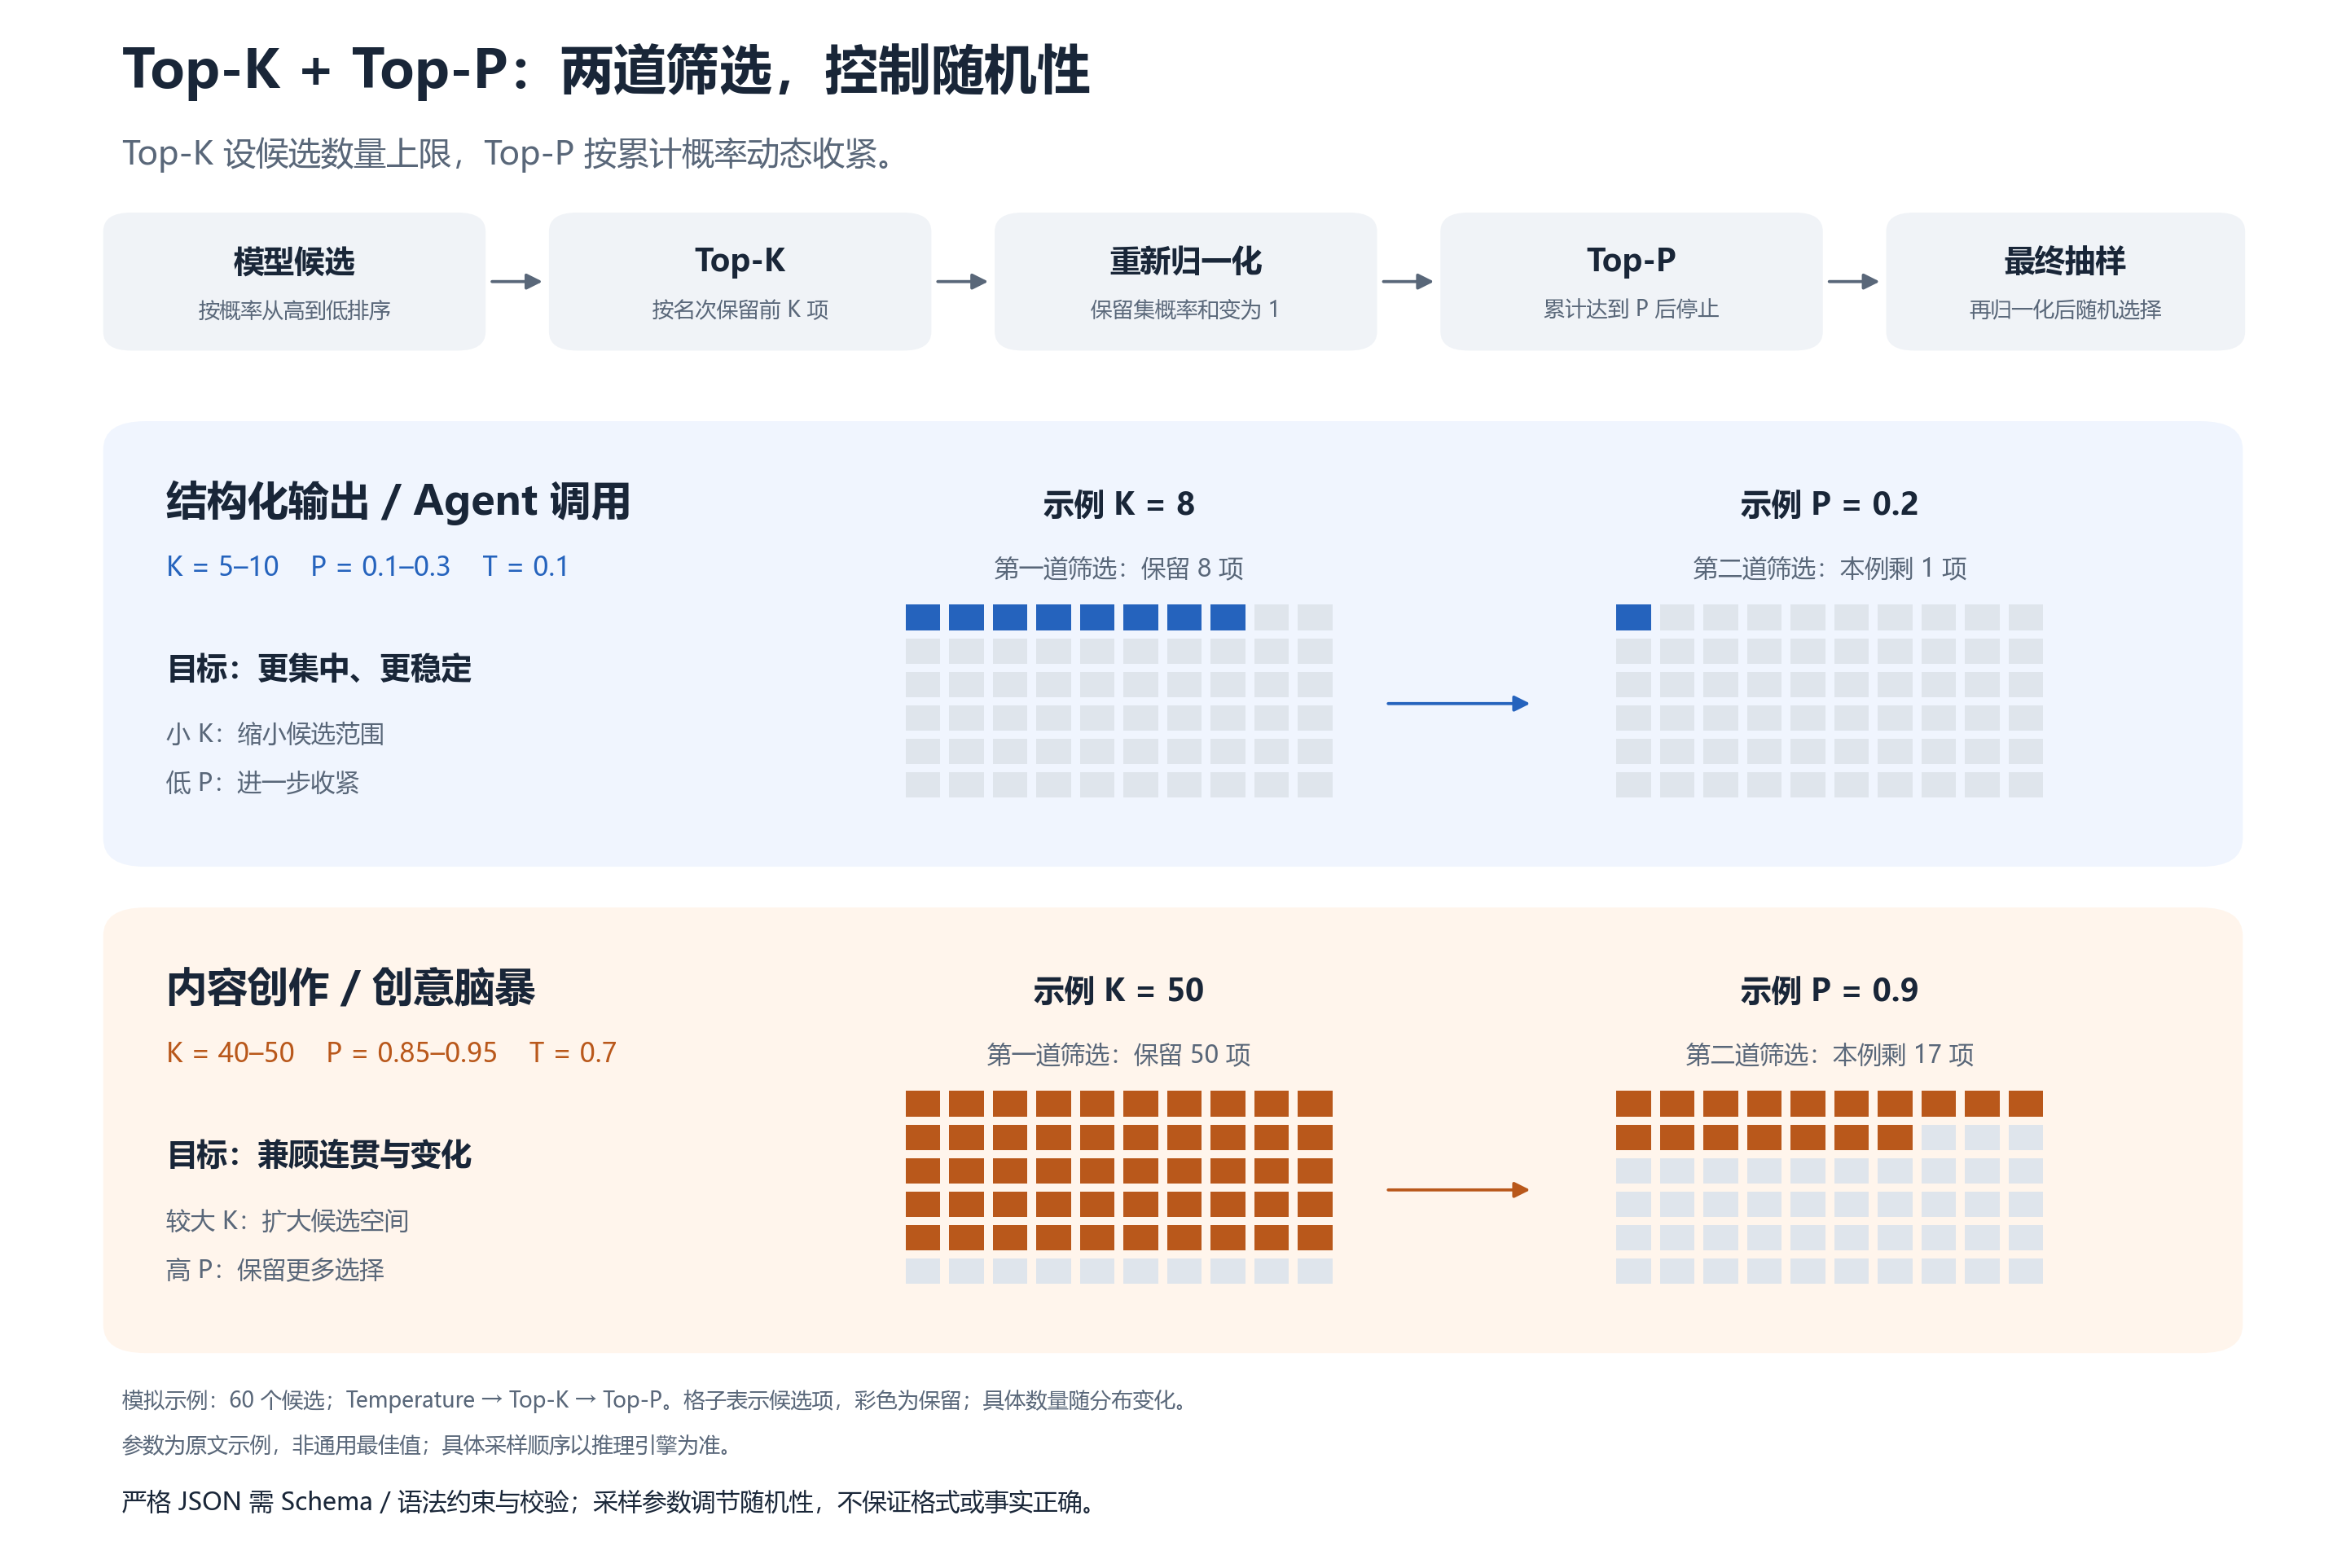 Top-K + Top-P：两道筛选，控制随机性
Top-K 设候选数量上限，Top-P 按累计概率动态收紧。
模型候选
按概率从高到低排序
Top-K
按名次保留前 K 项
重新归一化
保留集概率和变为 1
Top-P
累计达到 P 后停止
最终抽样
再归一化后随机选择
结构化输出 / Agent 调用
K = 5–10 P = 0.1–0.3 T = 0.1
目标：更集中、更稳定
小 K：缩小候选范围
低 P：进一步收紧
示例 K = 8
第一道筛选：保留 8 项
示例 P = 0.2
第二道筛选：本例剩 1 项
内容创作 / 创意脑暴
K = 40–50 P = 0.85–0.95 T = 0.7
目标：兼顾连贯与变化
较大 K：扩大候选空间
高 P：保留更多选择
示例 K = 50
第一道筛选：保留 50 项
示例 P = 0.9
第二道筛选：本例剩 17 项
模拟示例：60 个候选；Temperature → Top-K → Top-P。格子表示候选项，彩色为保留；具体数量随分布变化。
参数为原文示例，非通用最佳值；具体采样顺序以推理引擎为准。
严格 JSON 需 Schema / 语法约束与校验；采样参数调节随机性，不保证格式或事实正确。